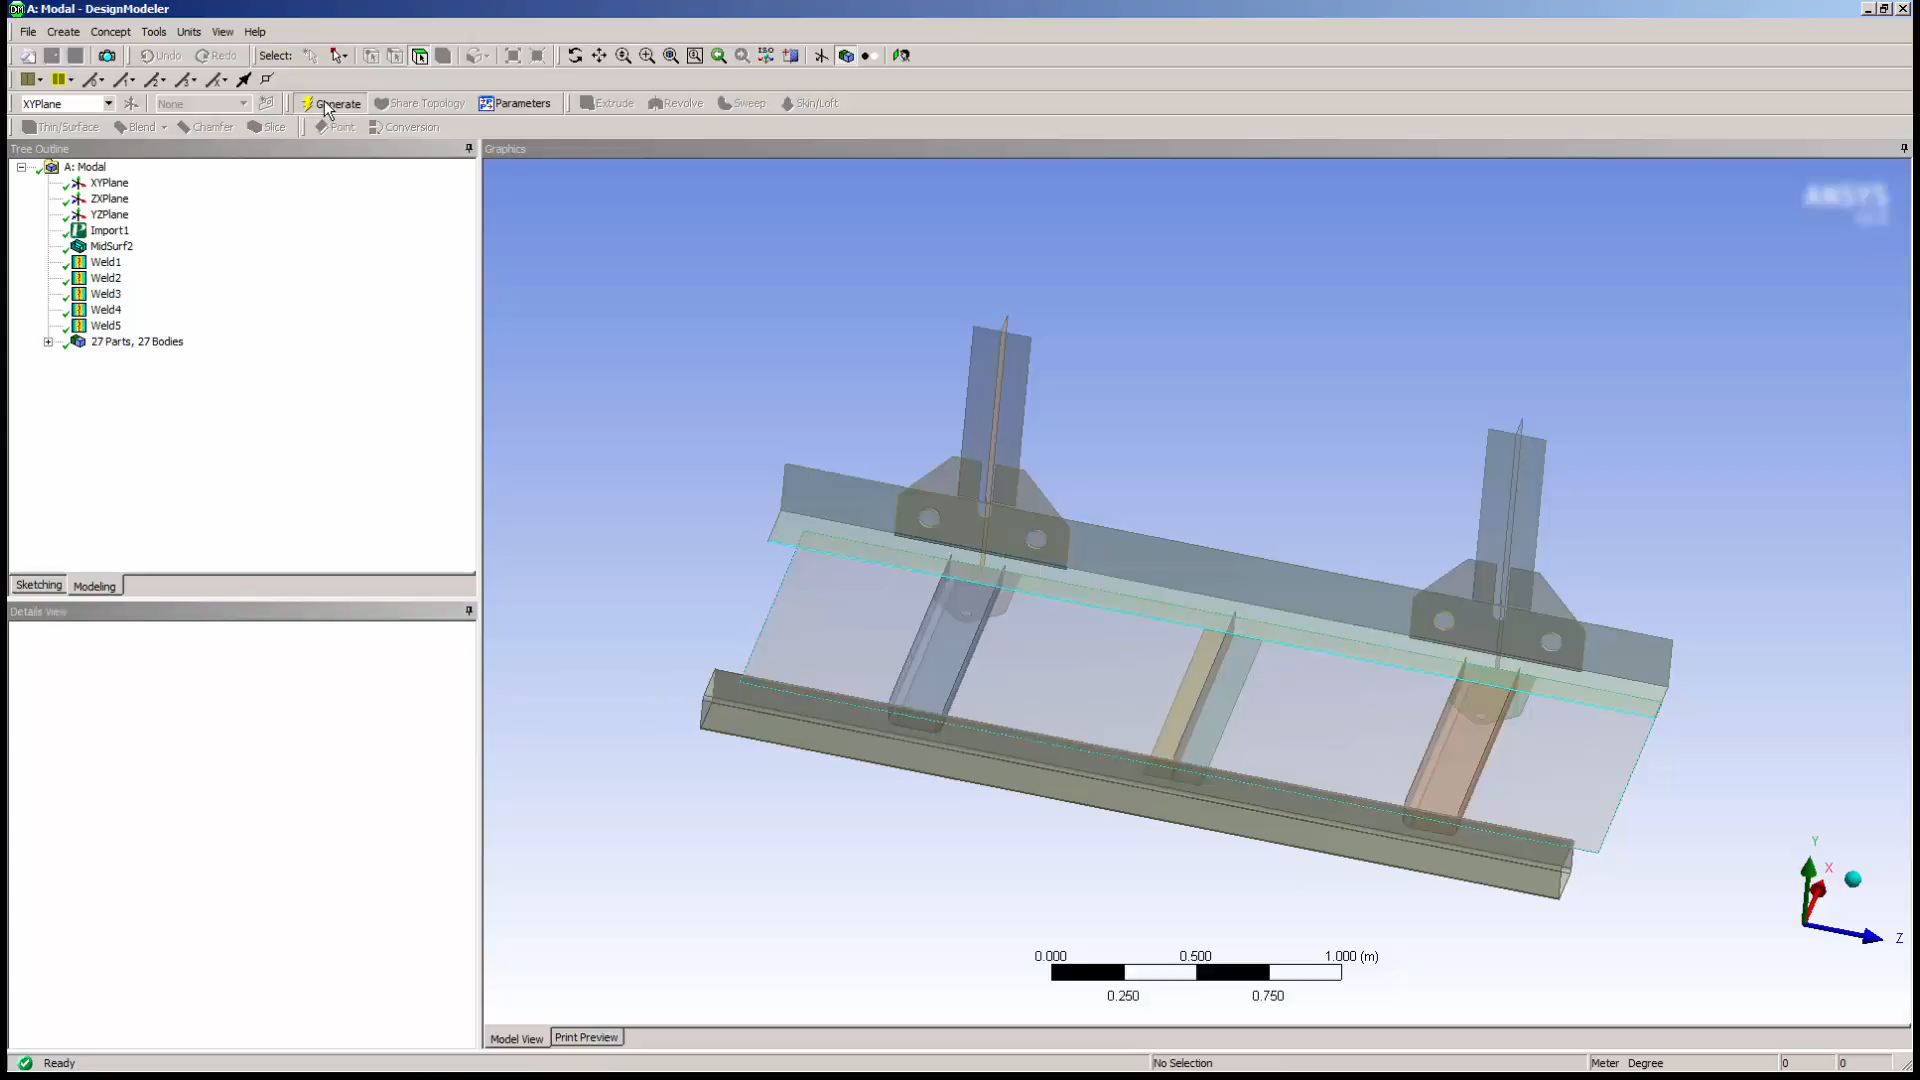 A: Modal - DesignModeler
File Create Concept Tools Units View Help
Undo Redo Select: ISO
XYPlane None Generate Share Topology Parameters Extrude Revolve Sweep Skin/Loft
Thin/Surface Blend Chamfer Slice Point Conversion
Tree Outline
A: Modal
XYPlane
ZXPlane
YZPlane
Import1
MidSurf2
Weld1
Weld2
Weld3
Weld4
Weld5
27 Parts, 27 Bodies
Sketching Modeling
Details View
Graphics
ANSYS
Y
X
Z
0.000 0.500 1.000 (m)
0.250 0.750
Model View Print Preview
Ready No Selection Meter Degree 0 0